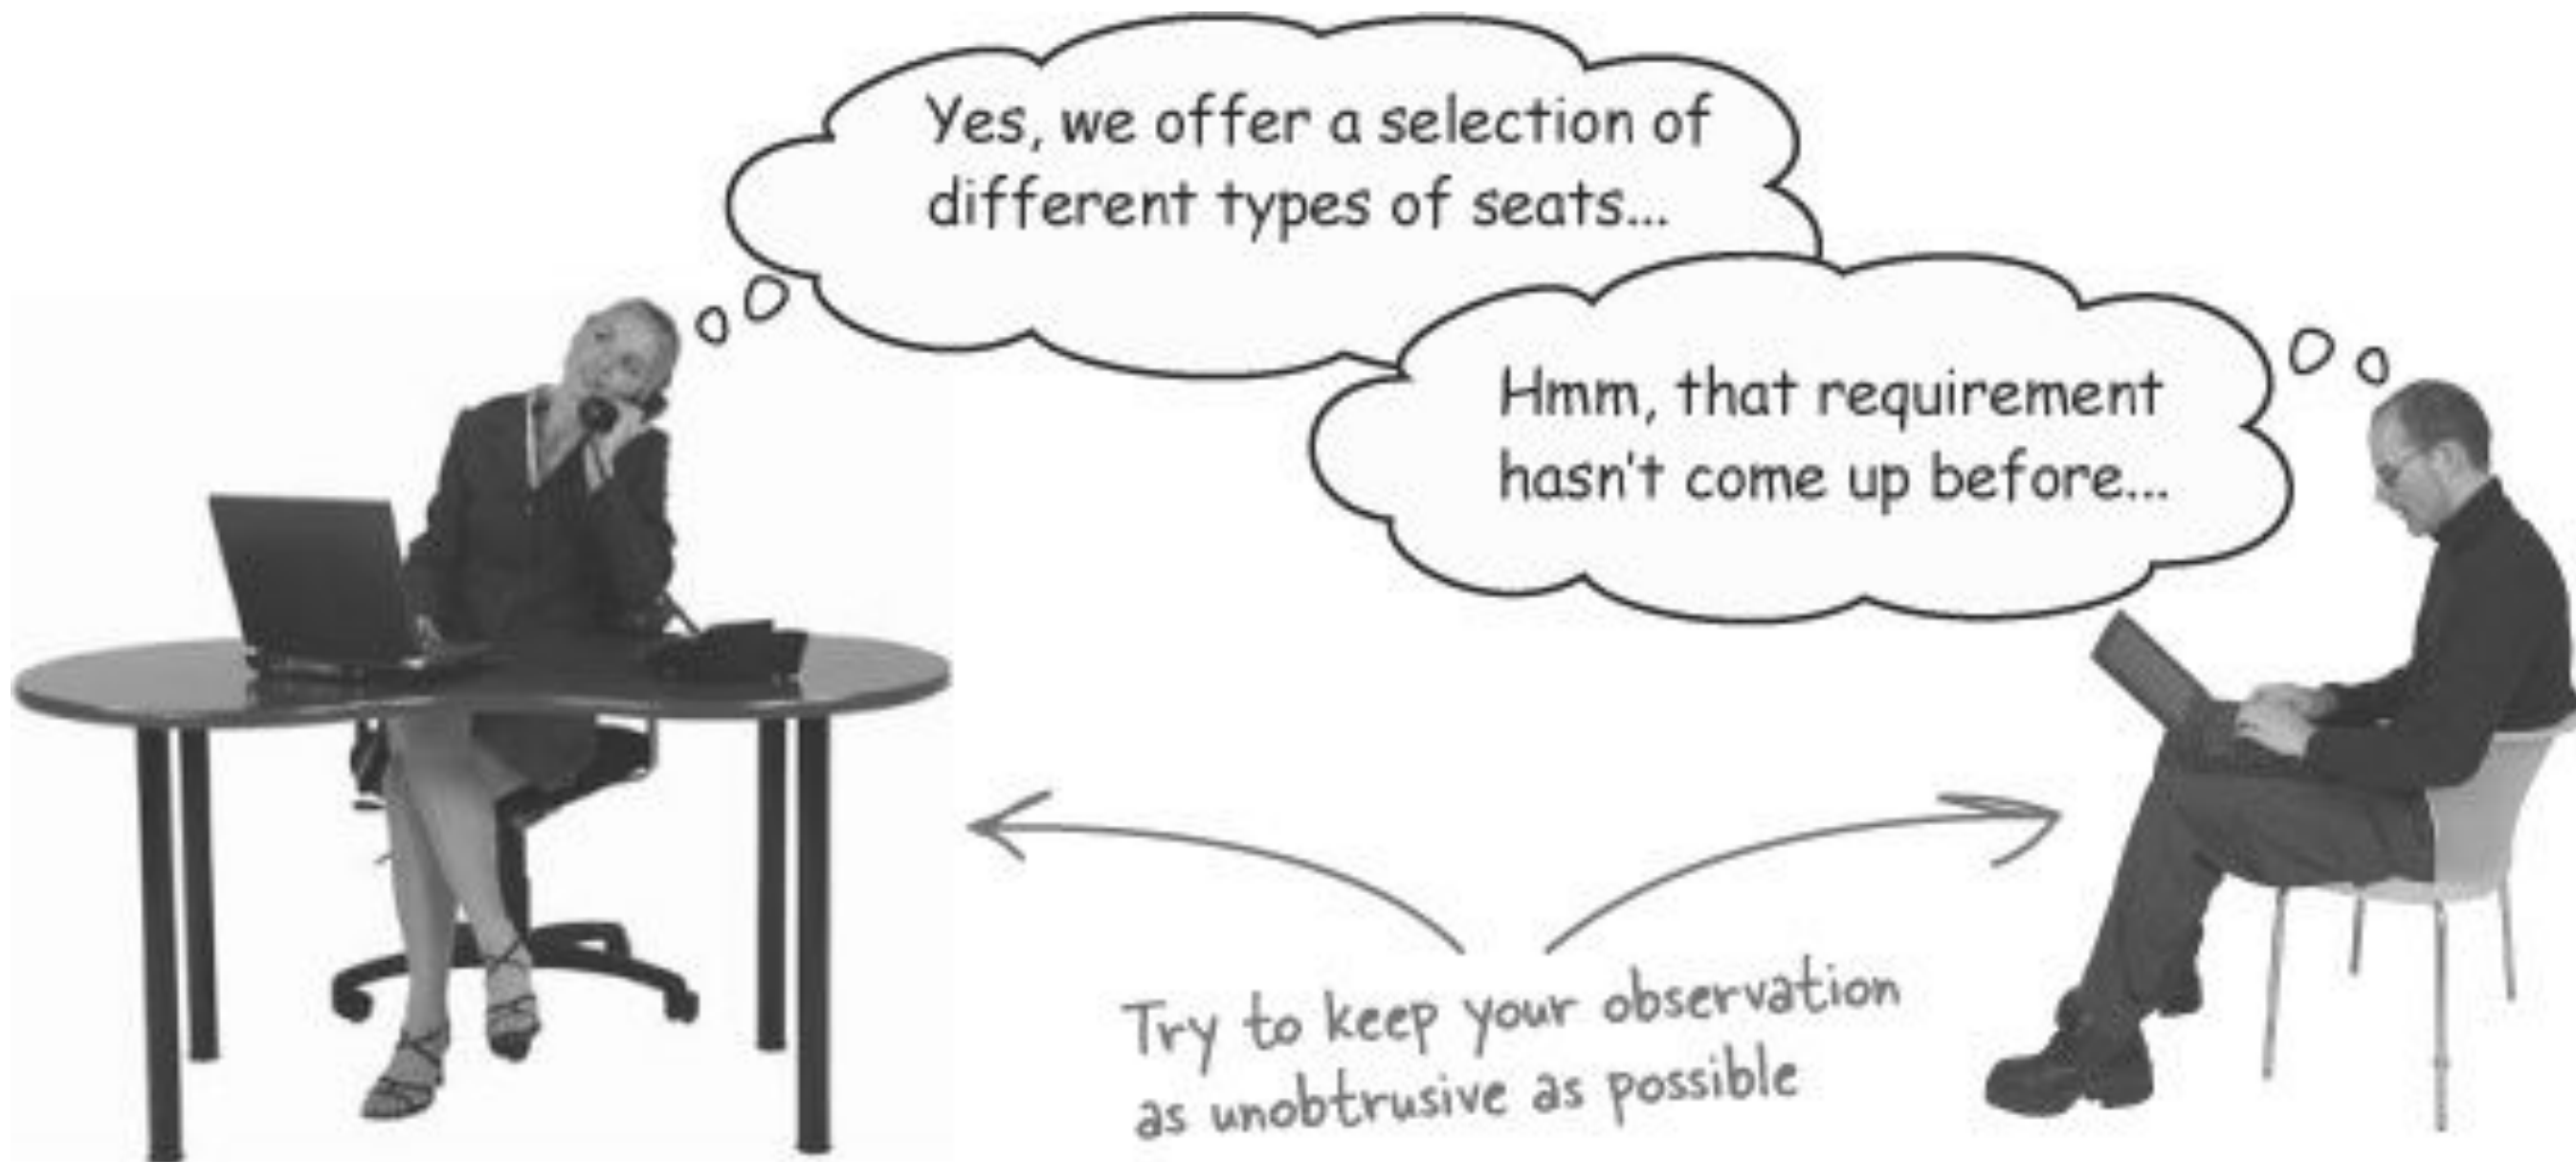 Yes, we offer a selection of
different types of seats...
Hmm, that requirement
hasn't come up before...
Try to keep your observation
as unobtrusive as possible